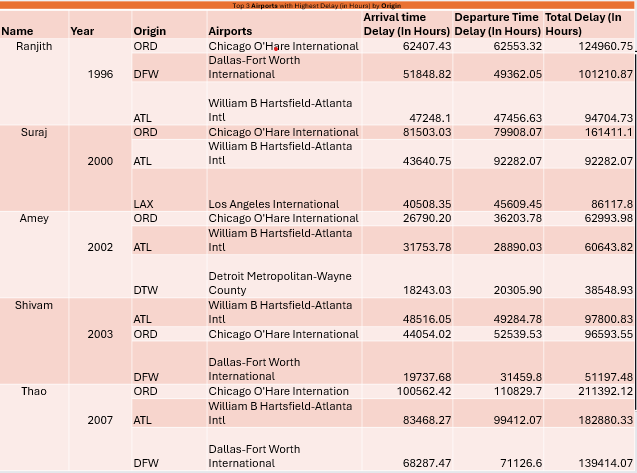 Top 3 Airports with Highest Delay (in Hours) by Origin
Name Year Origin Airports Arrival time Delay (In Hours) Departure Time Delay (In Hours) Total Delay (In Hours)
Ranjith 1996 ORD Chicago O'Hare International 62407.43 62553.32 124960.75
DFW Dallas-Fort Worth International 51848.82 49362.05 101210.87
ATL William B Hartsfield-Atlanta Intl 47248.1 47456.63 94704.73
Suraj 2000 ORD Chicago O'Hare International 81503.03 79908.07 161411.1
ATL William B Hartsfield-Atlanta Intl 43640.75 92282.07 92282.07
LAX Los Angeles International 40508.35 45609.45 86117.8
Amey 2002 ORD Chicago O'Hare International 26790.20 36203.78 62993.98
ATL William B Hartsfield-Atlanta Intl 31753.78 28890.03 60643.82
DTW Detroit Metropolitan-Wayne County 18243.03 20305.90 38548.93
Shivam 2003 ATL William B Hartsfield-Atlanta Intl 48516.05 49284.78 97800.83
ORD Chicago O'Hare International 44054.02 52539.53 96593.55
DFW Dallas-Fort Worth International 19737.68 31459.8 51197.48
Thao 2007 ORD Chicago O'Hare Internation 100562.42 110829.7 211392.12
ATL William B Hartsfield-Atlanta Intl 83468.27 99412.07 182880.33
DFW Dallas-Fort Worth International 68287.47 71126.6 139414.07